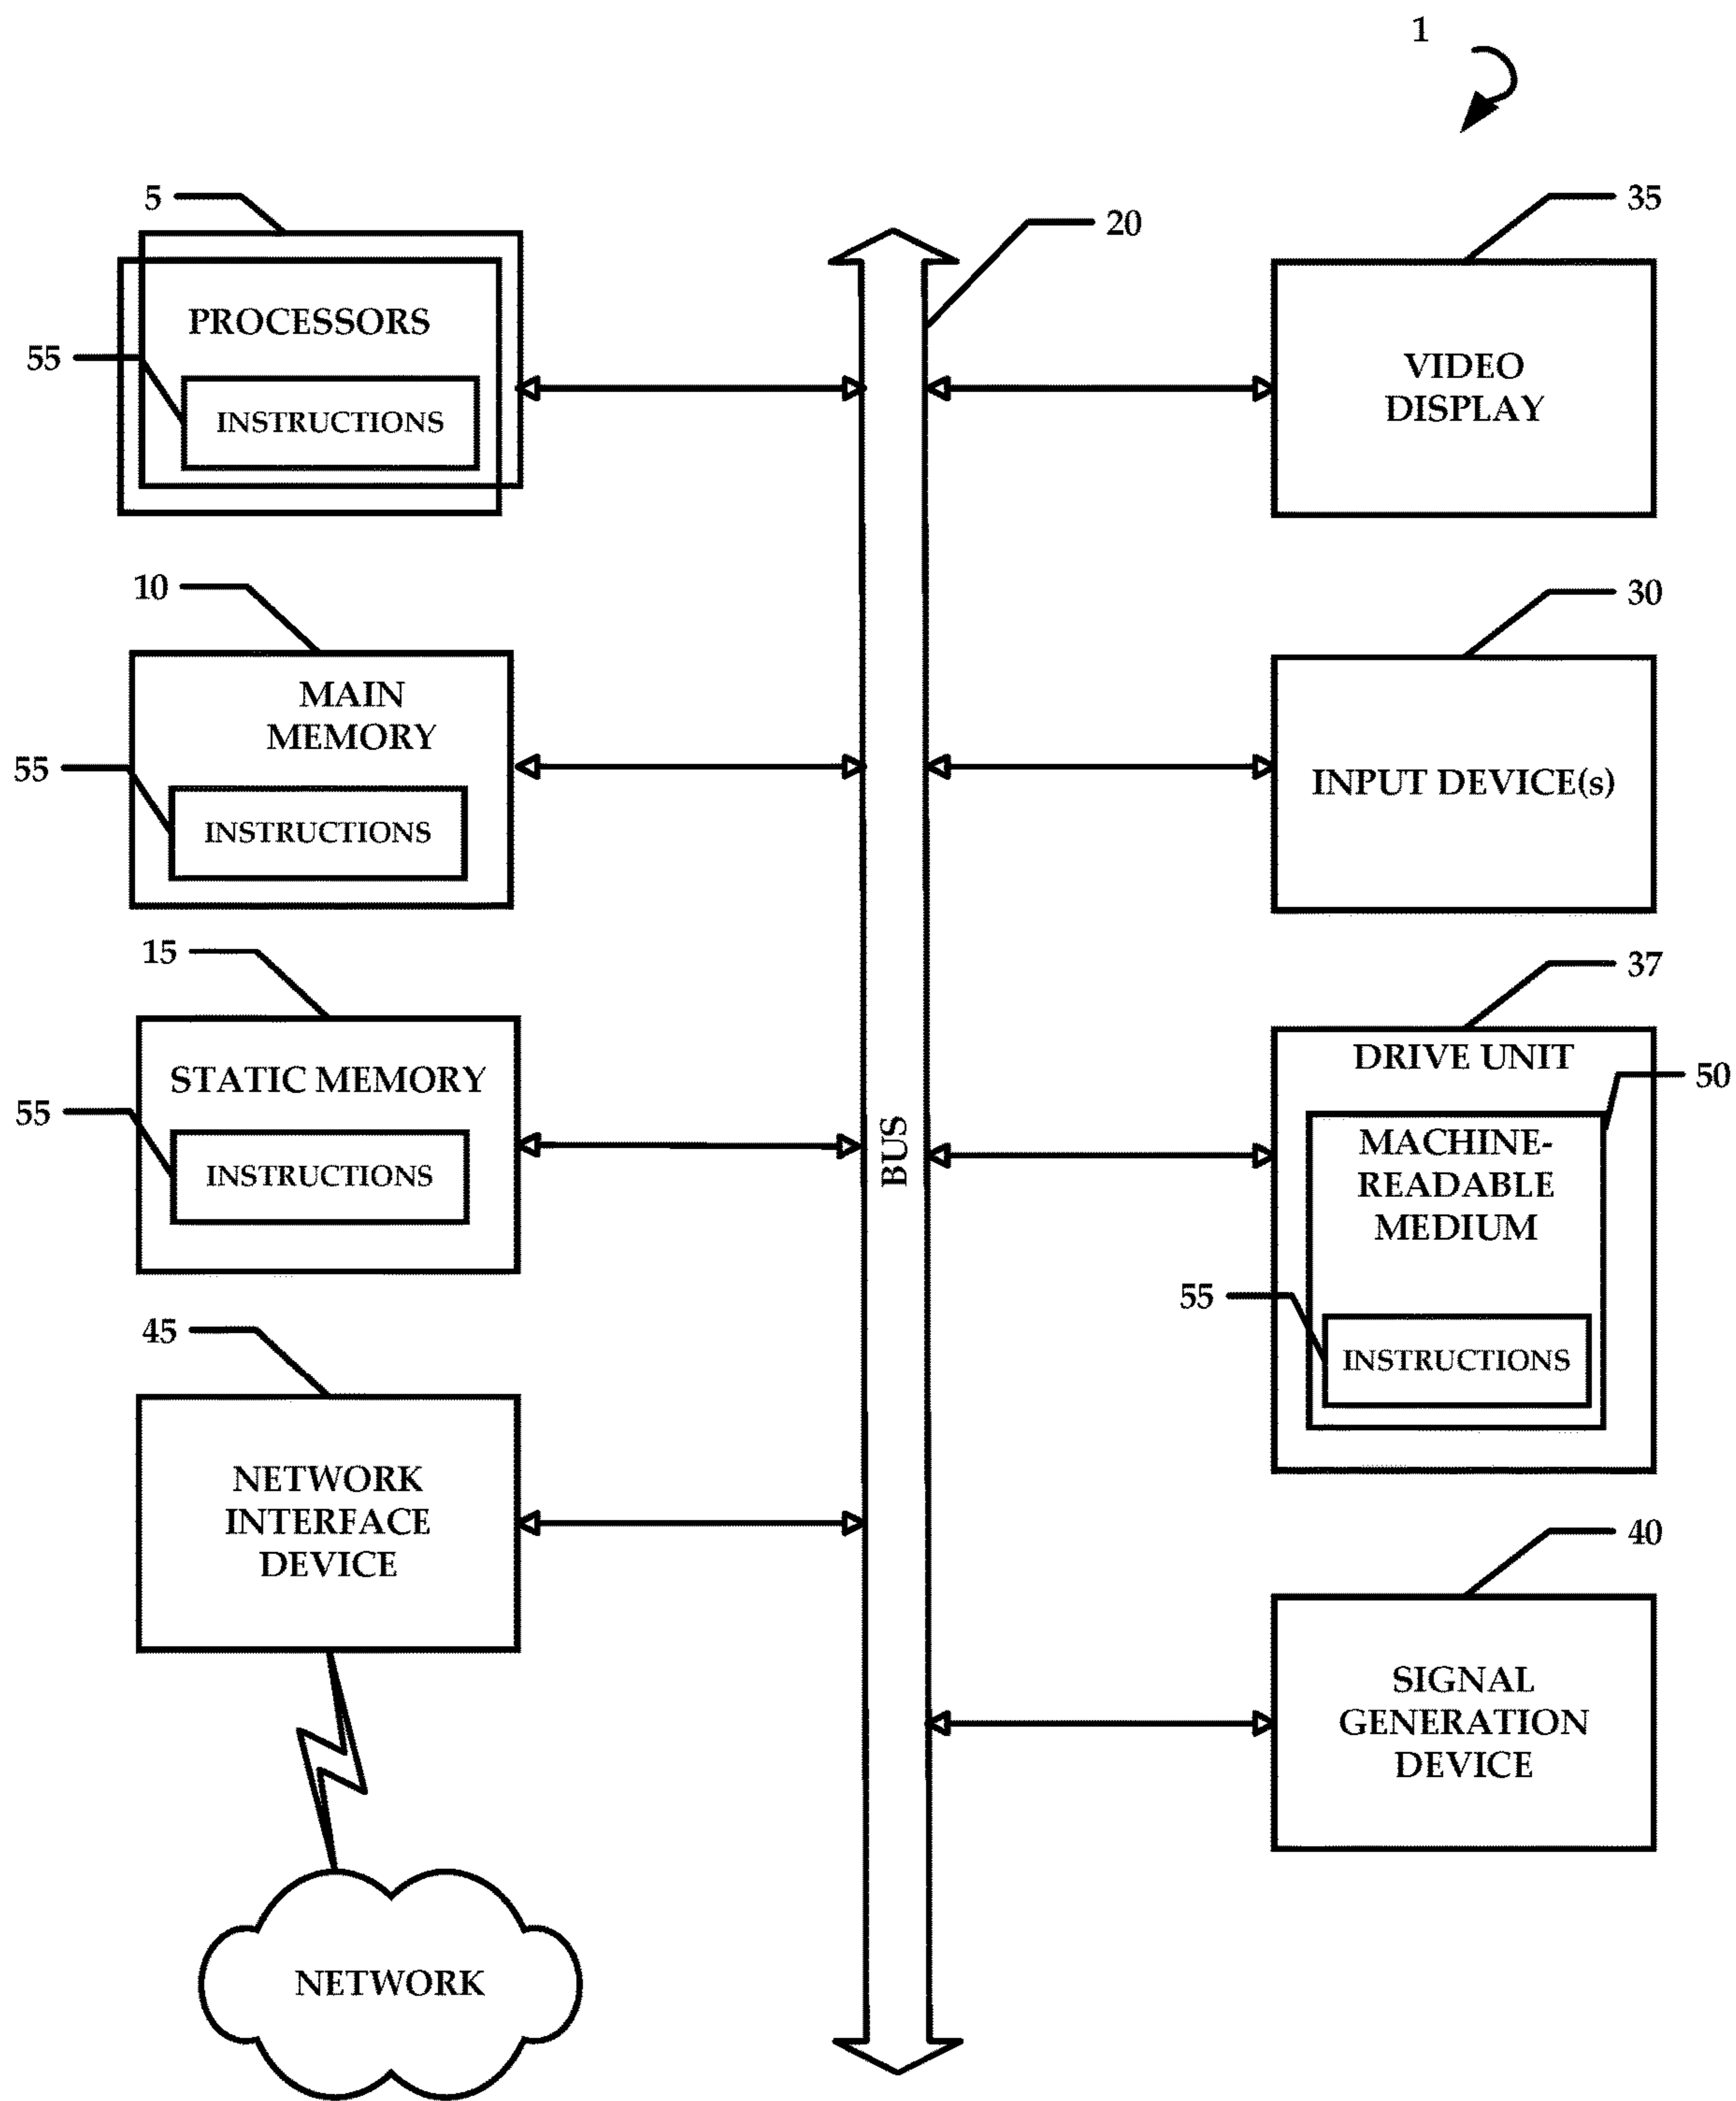 1
5
PROCESSORS
55
INSTRUCTIONS
10
MAIN
MEMORY
55
INSTRUCTIONS
15
STATIC MEMORY
55
INSTRUCTIONS
45
NETWORK
INTERFACE
DEVICE
NETWORK
20
BUS
35
VIDEO
DISPLAY
30
INPUT DEVICE(s)
37
DRIVE UNIT
50
MACHINE-
READABLE
MEDIUM
55
INSTRUCTIONS
40
SIGNAL
GENERATION
DEVICE